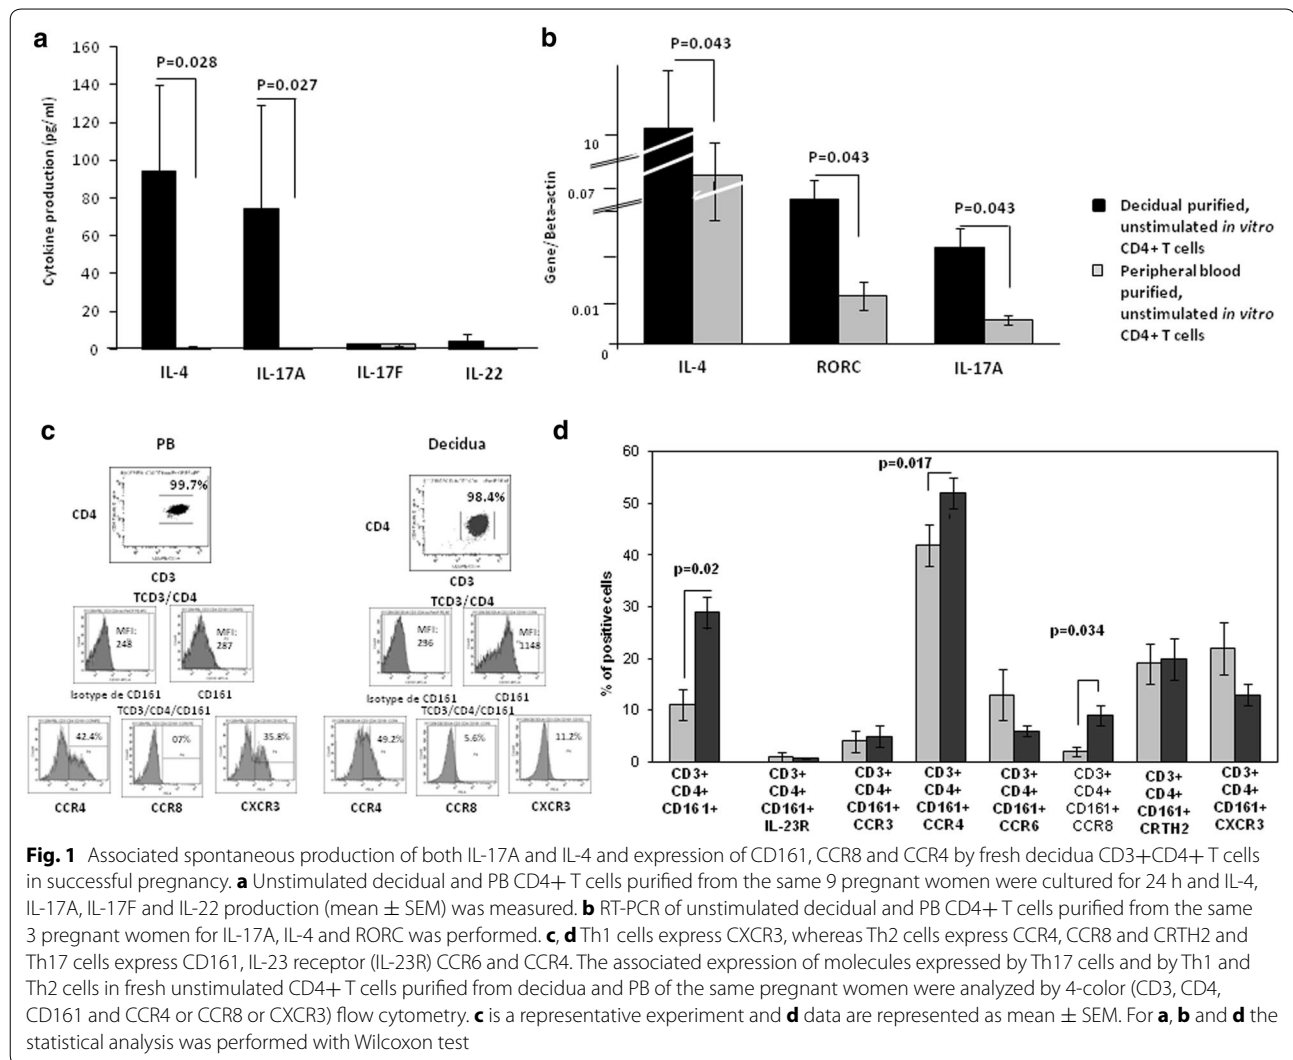 a
160
140
120
100
80
60
40
20
0
Cytokine production (pg/ml)
P=0.028
P=0.027
IL-4 IL-17A IL-17F IL-22
b
P=0.043
10
0.07
0.01
0
Gene/Beta-actin
P=0.043
P=0.043
IL-4 RORC IL-17A
Decidual purified,
unstimulated in vitro
CD4+ T cells
Peripheral blood
purified,
unstimulated in vitro
CD4+ T cells
c
PB Decidua
99.7%
CD4
CD3
98.4%
CD4
CD3
TCD3/CD4
TCD3/CD4
MFI:
248
MFI:
287
MFI:
236
MFI:
1148
Isotype de CD161 CD161
Isotype de CD161 CD161
TCD3/CD4/CD161
TCD3/CD4/CD161
42.4% 07% 35.8%
49.2% 5.6% 11.2%
CCR4 CCR8 CXCR3
CCR4 CCR8 CXCR3
d
60
50
40
30
20
10
0
% of positive cells
p=0.02
p=0.017
p=0.034
CD3+
CD4+
CD161+
CD3+
CD4+
CD161+
IL-23R
CD3+
CD4+
CD161+
CCR3
CD3+
CD4+
CD161+
CCR4
CD3+
CD4+
CD161+
CCR6
CD3+
CD4+
CD161+
CCR8
CD3+
CD4+
CD161+
CRTH2
CD3+
CD4+
CD161+
CXCR3
Fig. 1 Associated spontaneous production of both IL-17A and IL-4 and expression of CD161, CCR8 and CCR4 by fresh decidua CD3+CD4+ T cells
in successful pregnancy. a Unstimulated decidual and PB CD4+ T cells purified from the same 9 pregnant women were cultured for 24 h and IL-4,
IL-17A, IL-17F and IL-22 production (mean ± SEM) was measured. b RT-PCR of unstimulated decidual and PB CD4+ T cells purified from the same
3 pregnant women for IL-17A, IL-4 and RORC was performed. c, d Th1 cells express CXCR3, whereas Th2 cells express CCR4, CCR8 and CRTH2 and
Th17 cells express CD161, IL-23 receptor (IL-23R) CCR6 and CCR4. The associated expression of molecules expressed by Th17 cells and by Th1 and
Th2 cells in fresh unstimulated CD4+ T cells purified from decidua and PB of the same pregnant women were analyzed by 4-color (CD3, CD4,
CD161 and CCR4 or CCR8 or CXCR3) flow cytometry. c is a representative experiment and d data are represented as mean ± SEM. For a, b and d the
statistical analysis was performed with Wilcoxon test